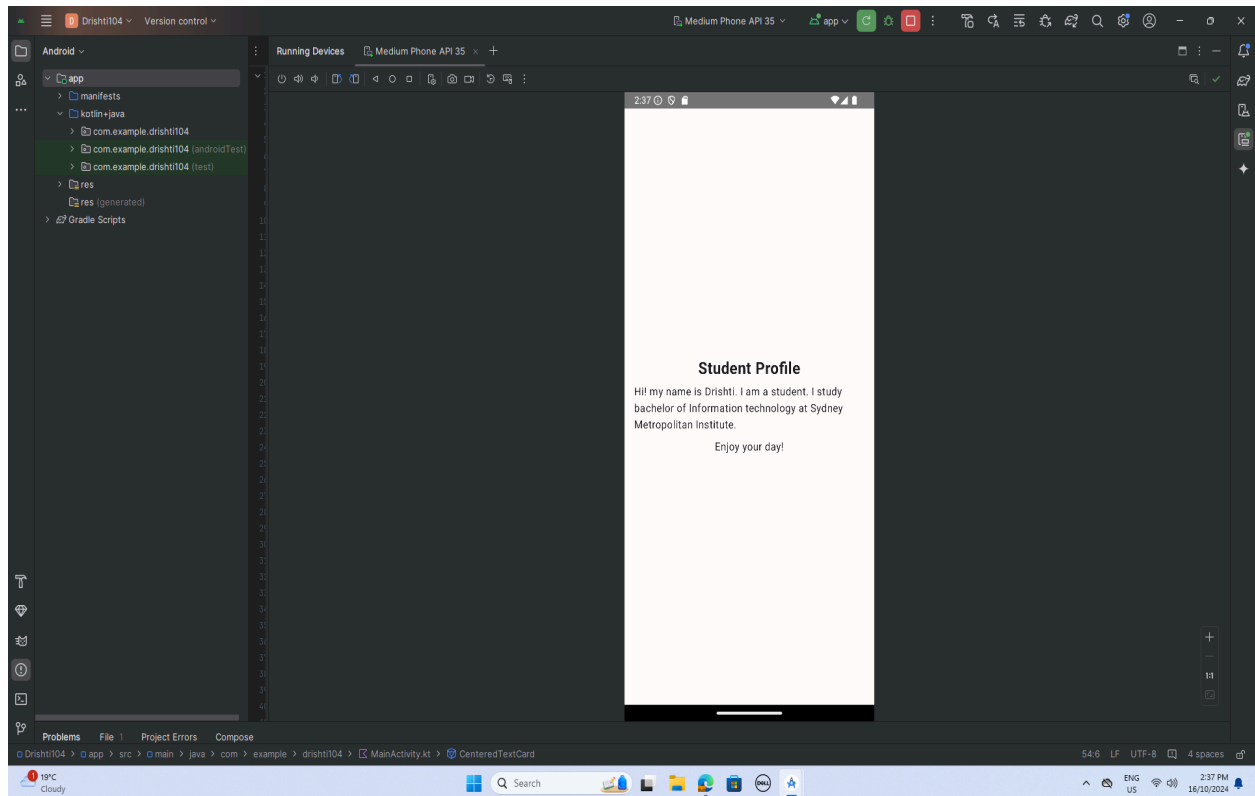 D Drishti104 Version control Medium Phone API 35 app
Android Running Devices Medium Phone API 35
app
manifests
kotlin+java
com.example.drishti104
com.example.drishti104 (androidTest)
com.example.drishti104 (test)
res
res (generated)
Gradle Scripts
2:37
Student Profile
Hi! my name is Drishti. I am a student. I study
bachelor of Information technology at Sydney
Metropolitan Institute.
Enjoy your day!
1:1
Problems File 1 Project Errors Compose
Drishti104 > app > src > main > java > com > example > drishti104 > MainActivity.kt > CenteredTextCard 54:6 LF UTF-8 4 spaces
1 19°C
Cloudy
Search
DELL
ENG
US
2:37 PM
16/10/2024